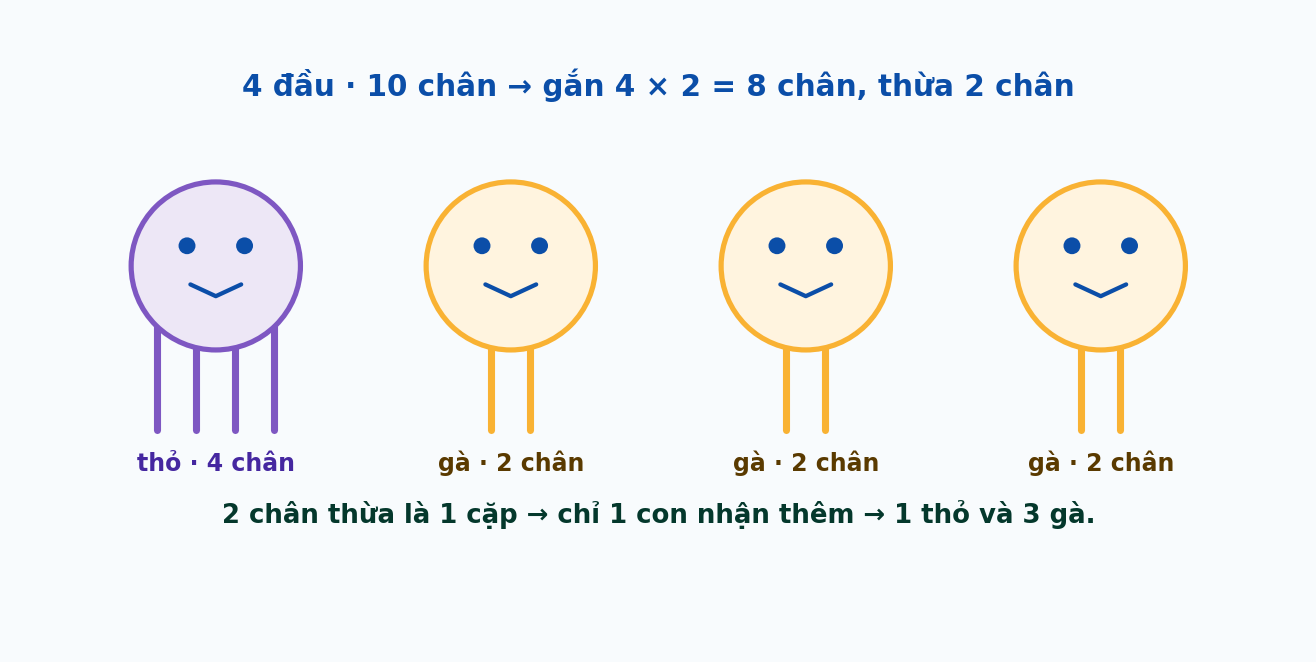 4 đầu · 10 chân → gắn 4 × 2 = 8 chân, thừa 2 chân
thỏ · 4 chân
gà · 2 chân
gà · 2 chân
gà · 2 chân
2 chân thừa là 1 cặp → chỉ 1 con nhận thêm → 1 thỏ và 3 gà.